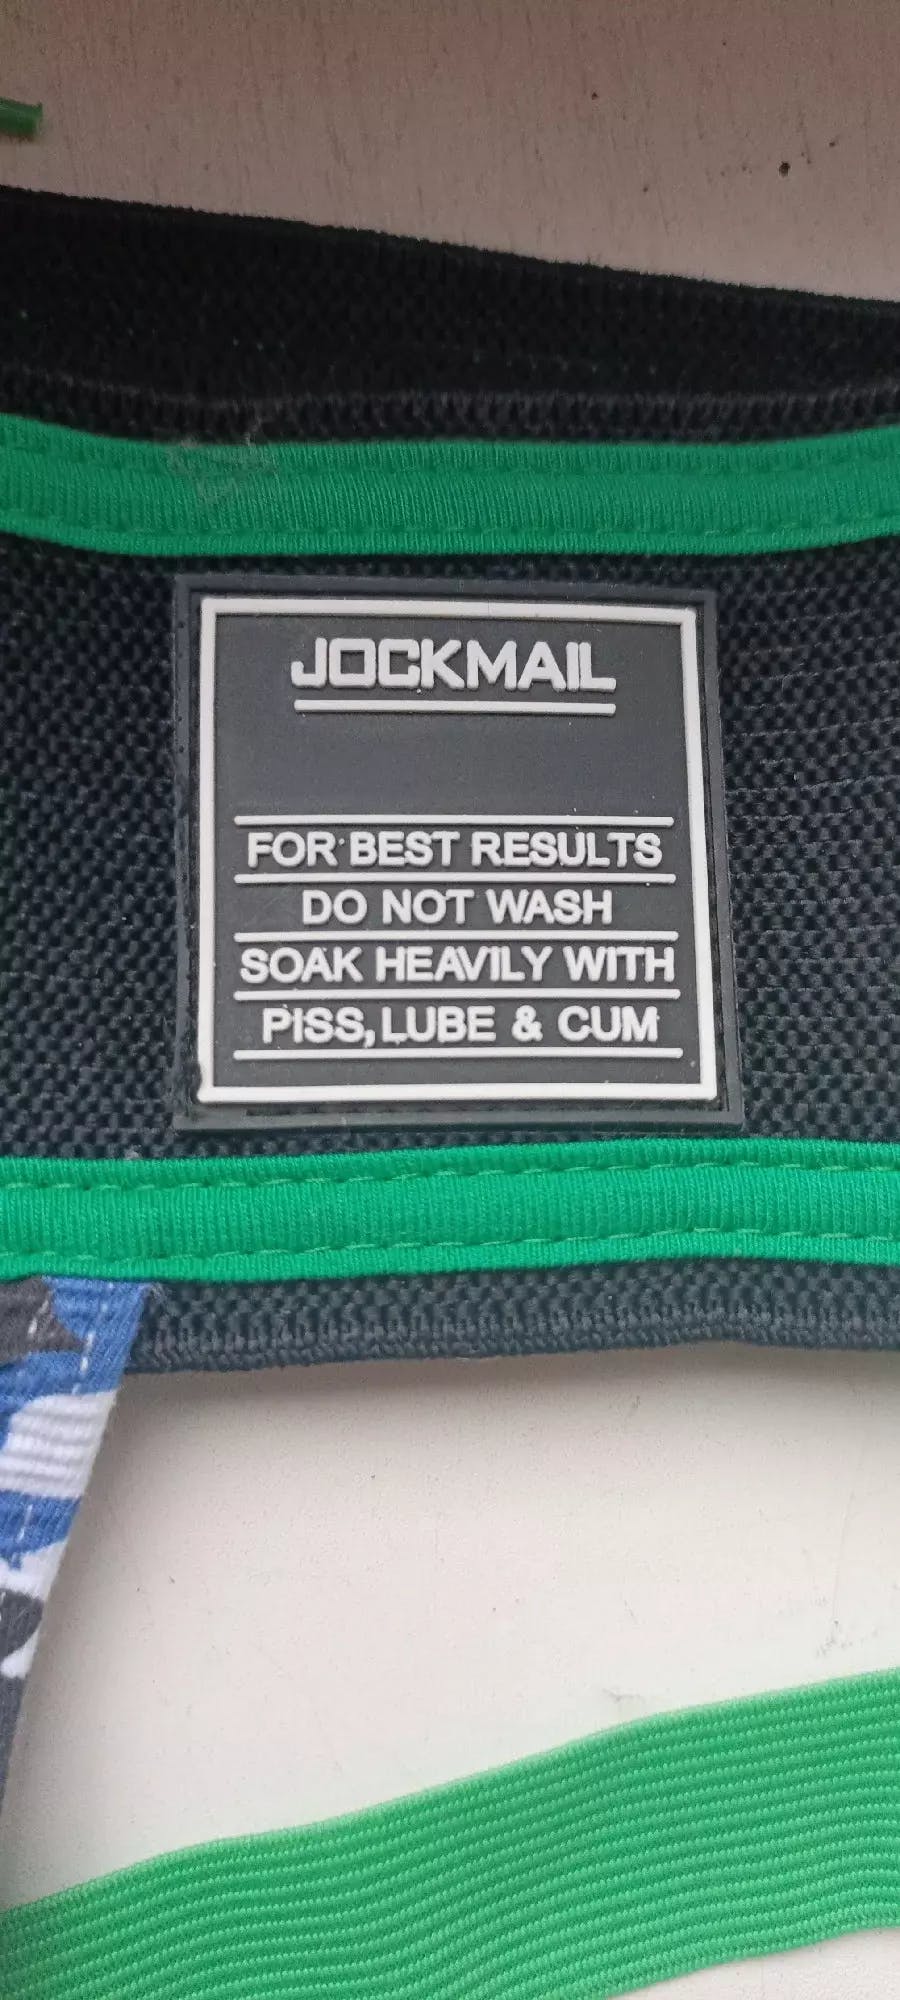 JOCKMAIL
FOR BEST RESULTS
DO NOT WASH
SOAK HEAVILY WITH
PISS, LUBE & CUM